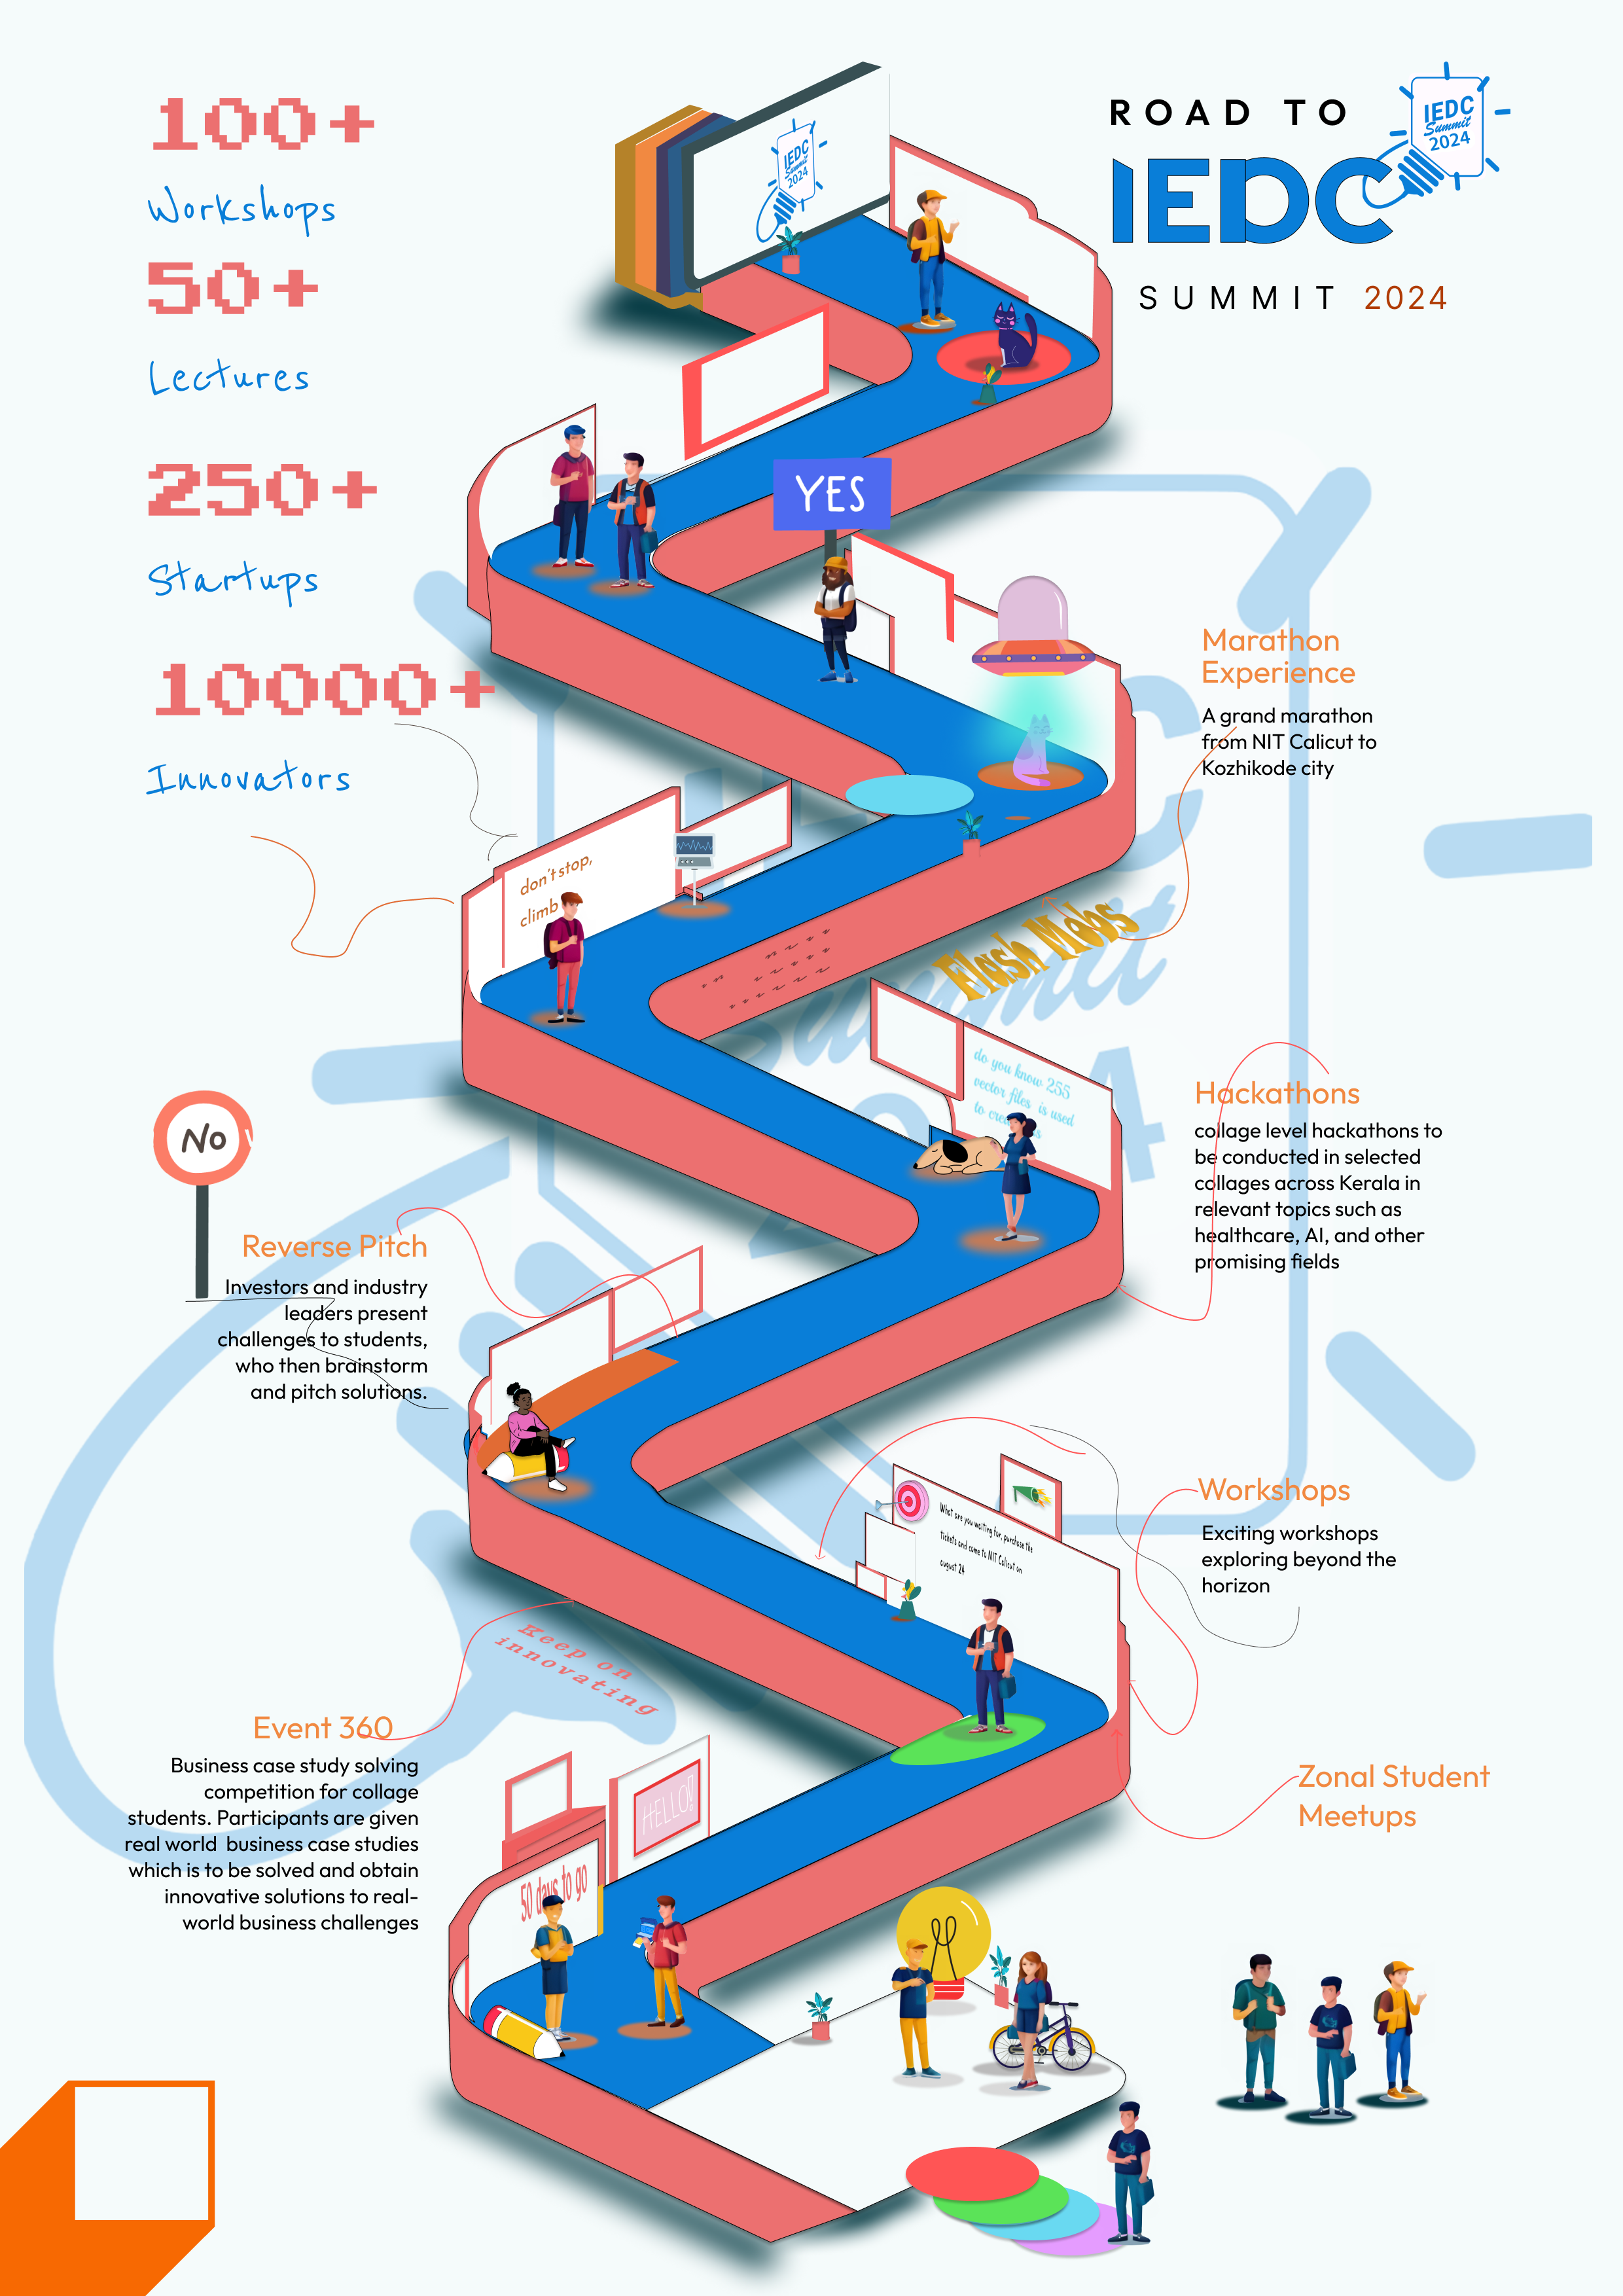 100+
Workshops
50+
Lectures
250+
Startups
10000+
Innovators
ROAD TO
IEDC
SUMMIT 2024
IEDC
Summit
2024
IEDC
Summit
2024
YES
Marathon
Experience
A grand marathon
from NIT Calicut to
Kozhikode city
don't stop,
climb
Flash Mobs
do you know 255
vector files is used
to
Hackathons
collage level hackathons to
be conducted in selected
collages across Kerala in
relevant topics such as
healthcare, AI, and other
promising fields
No
Reverse Pitch
Investors and industry
leaders present
challenges to students,
who then brainstorm
and pitch solutions.
What are you waiting for, purchase the
tickets and come to NIT Calicut on
august 24
Workshops
Exciting workshops
exploring beyond the
horizon
Keep on
innovating
Event 360
Business case study solving
competition for collage
students. Participants are given
real world business case studies
which is to be solved and obtain
innovative solutions to real-
world business challenges
Zonal Student
Meetups
HELLO!
50 days to go
Summit